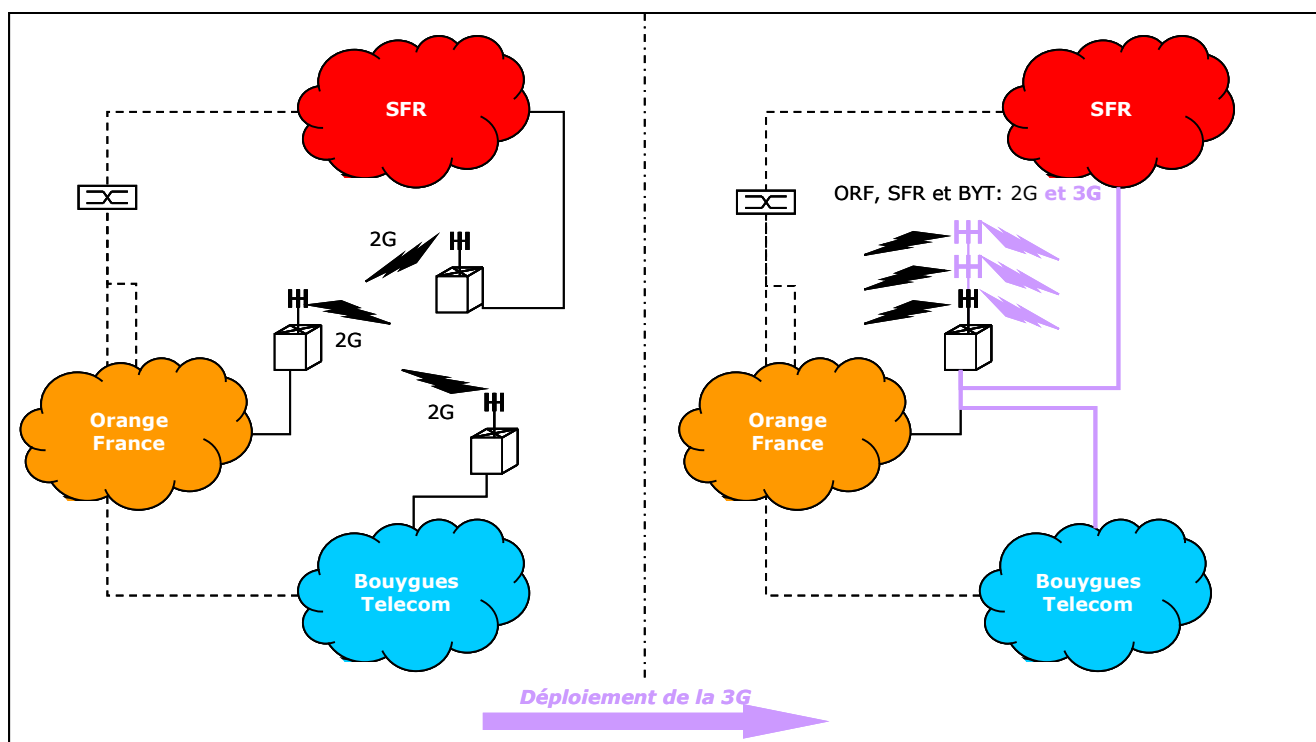 SFR
2G
2G
Orange
France
2G
Bouygues
Telecom
SFR
ORF, SFR et BYT: 2G et 3G
Orange
France
Bouygues
Telecom
Déploiement de la 3G